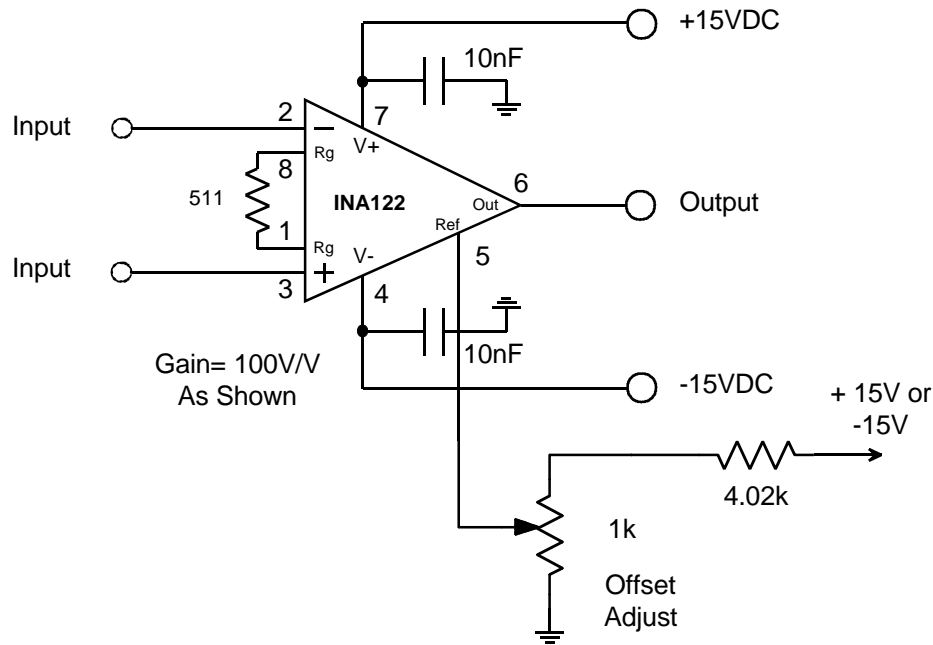 +15VDC
10nF
Input
2
7
−
V+
Rg
8
511
INA122
6
Out
Output
1
Rg
Ref
5
V-
Input
+
3
4
10nF
Gain= 100V/V
As Shown
-15VDC
+ 15V or
-15V
4.02k
1k
Offset
Adjust